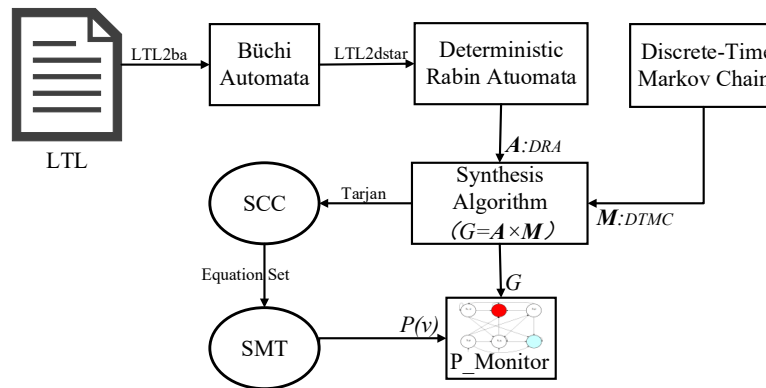 LTL
LTL2ba
Büchi
Automata
LTL2dstar
Deterministic
Rabin Atuomata
Discrete-Time
Markov Chain
A:DRA
M:DTMC
Synthesis
Algorithm
(G=A×M)
Tarjan
SCC
Equation Set
SMT
P(v)
G
P_Monitor